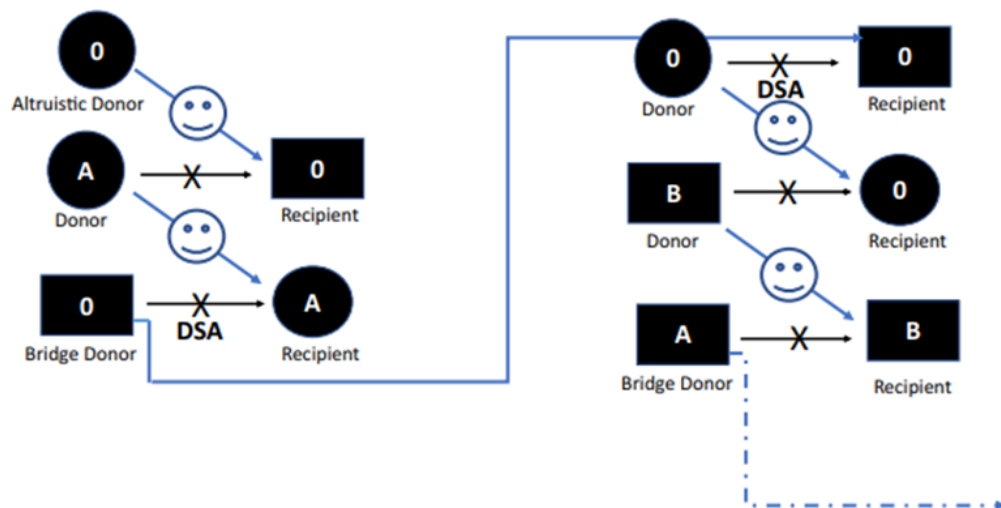 0
Altruistic Donor
A
Donor
X
0
Recipient
0
Bridge Donor
X
DSA
A
Recipient
0
Donor
X
DSA
0
Recipient
B
Donor
X
0
Recipient
A
Bridge Donor
X
B
Recipient